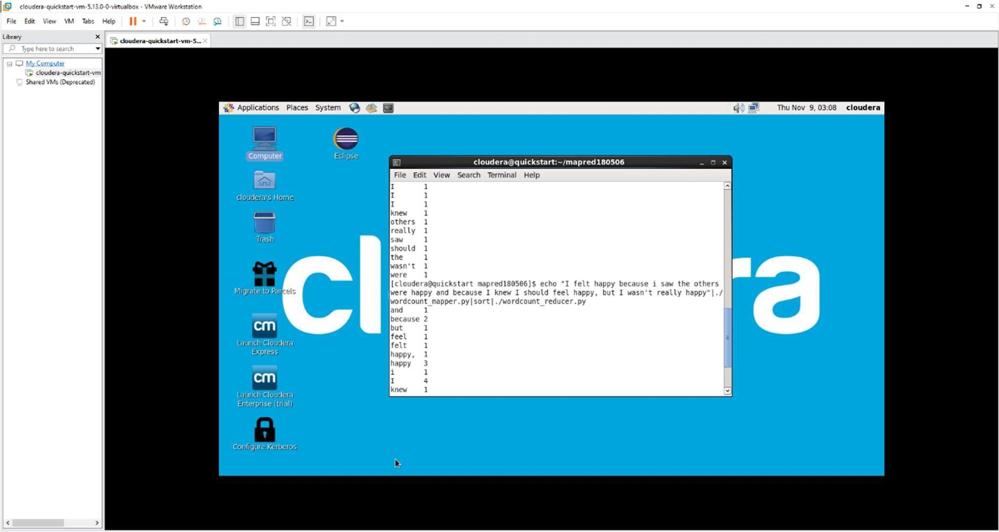 cloudera-quickstart-vm-5.13.0-0-virtualbox - VMware Workstation
File Edit View VM Tabs Help
Library
cloudera-quickstart-vm-5...
Type here to search
My Computer
cloudera-quickstart-vm
Shared VMs (Deprecated)
Applications Places System
Thu Nov 9, 03:08 cloudera
Computer
Eclipse
cloudera's Home
Trash
Migrate to Parcels
cm
Launch Cloudera
Express
cm
Launch Cloudera
Enterprise (trial)
Configure Kerberos
cl
ra
cloudera@quickstart:~/mapred180506
File Edit View Search Terminal Help
I 1
I 1
I 1
knew 1
others 1
really 1
saw 1
should 1
the 1
wasn't 1
were 1
[cloudera@quickstart mapred180506]$ echo "I felt happy because i saw the others
were happy and because I knew I should feel happy, but I wasn't really happy"|./
wordcount_mapper.py|sort|./wordcount_reducer.py
and 1
because 2
but 1
feel 1
felt 1
happy, 1
happy 3
i 1
I 4
knew 1